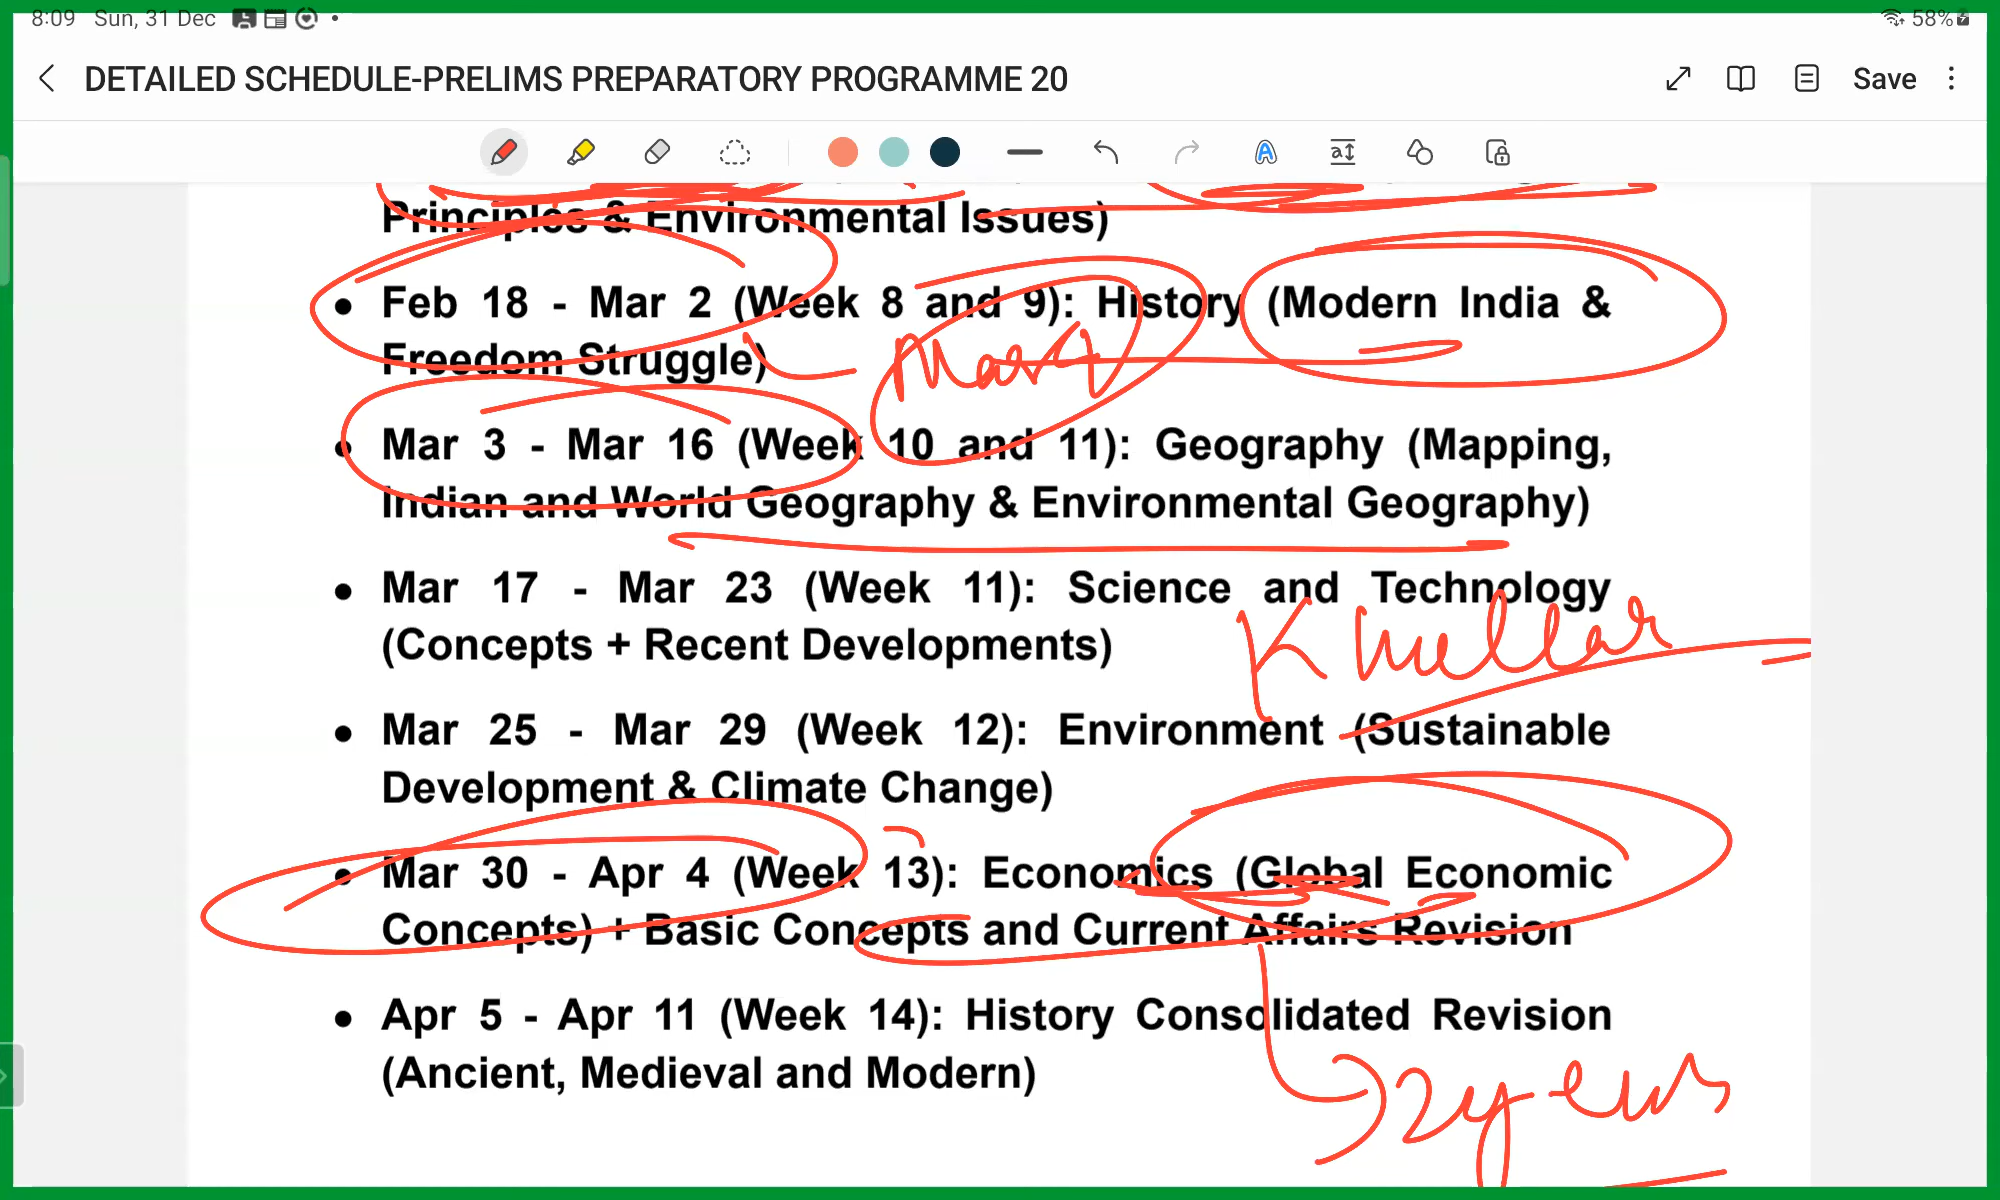 8:09 Sun, 31 Dec
58%
DETAILED SCHEDULE-PRELIMS PREPARATORY PROGRAMME 20
Save
Principles & Environmental Issues)
• Feb 18 - Mar 2 (Week 8 and 9): History (Modern India &
Freedom Struggle)
• Mar 3 - Mar 16 (Week 10 and 11): Geography (Mapping,
Indian and World Geography & Environmental Geography)
• Mar 17 - Mar 23 (Week 11): Science and Technology
(Concepts + Recent Developments)
Khullar
• Mar 25 - Mar 29 (Week 12): Environment (Sustainable
Development & Climate Change)
• Mar 30 - Apr 4 (Week 13): Economics (Global Economic
Concepts) + Basic Concepts and Current Affairs Revision
• Apr 5 - Apr 11 (Week 14): History Consolidated Revision
(Ancient, Medieval and Modern)